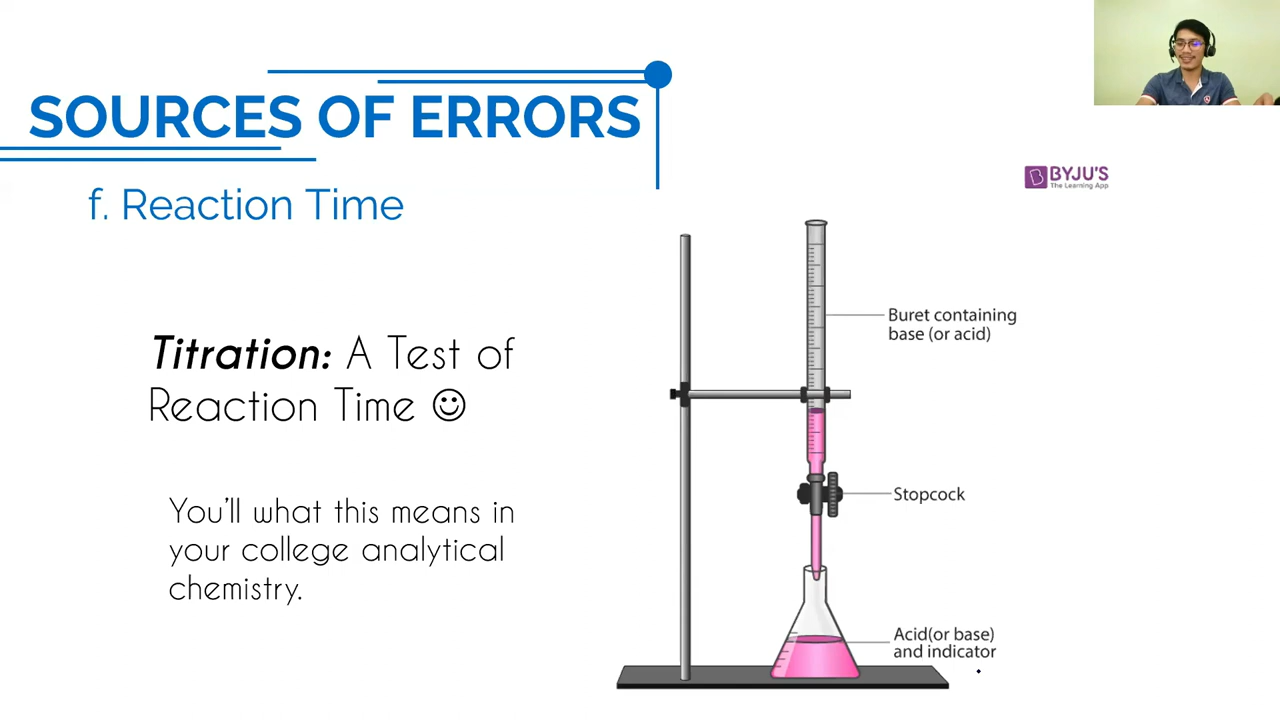 SOURCES OF ERRORS
f. Reaction Time
BYJU'S
The Learning App
Titration: A Test of
Reaction Time ☺
You'll what this means in
your college analytical
chemistry.
Buret containing
base (or acid)
Stopcock
Acid(or base)
and indicator